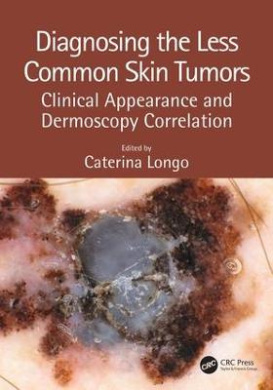 Diagnosing the Less
Common Skin Tumors
Clinical Appearance and
Dermoscopy Correlation
Edited by
Caterina Longo
CRC Press